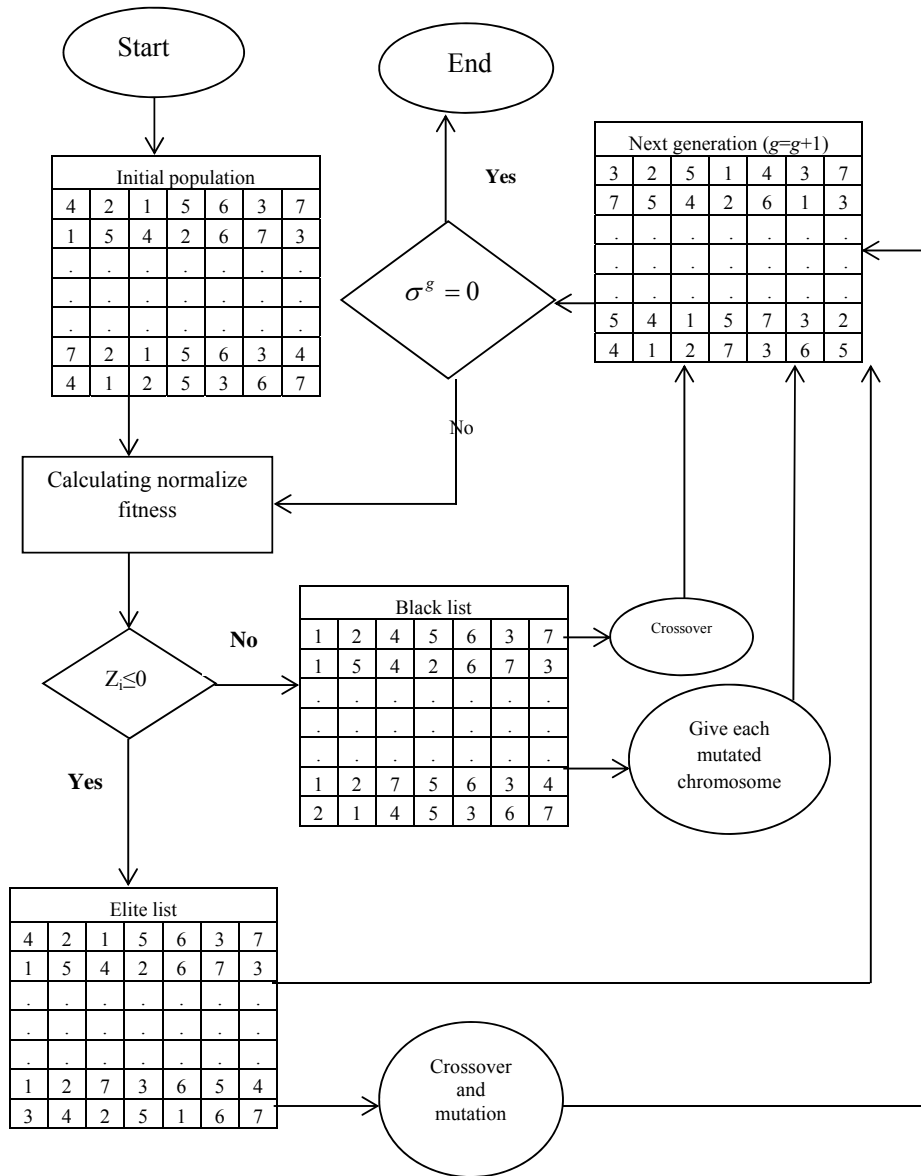 Start
End
Initial population
4 2 1 5 6 3 7
1 5 4 2 6 7 3
. . . . . . .
. . . . . . .
. . . . . . .
7 2 1 5 6 3 4
4 1 2 5 3 6 7
Next generation (g=g+1)
3 2 5 1 4 3 7
7 5 4 2 6 1 3
. . . . . . .
. . . . . . .
. . . . . . .
5 4 1 5 7 3 2
4 1 2 7 3 6 5
Yes
σ^g = 0
No
Calculating normalize
fitness
Z_i≤0
No
Yes
Black list
1 2 4 5 6 3 7
1 5 4 2 6 7 3
. . . . . . .
. . . . . . .
. . . . . . .
1 2 7 5 6 3 4
2 1 4 5 3 6 7
Crossover
Give each
mutated
chromosome
Elite list
4 2 1 5 6 3 7
1 5 4 2 6 7 3
. . . . . . .
. . . . . . .
. . . . . . .
1 2 7 3 6 5 4
3 4 2 5 1 6 7
Crossover
and
mutation